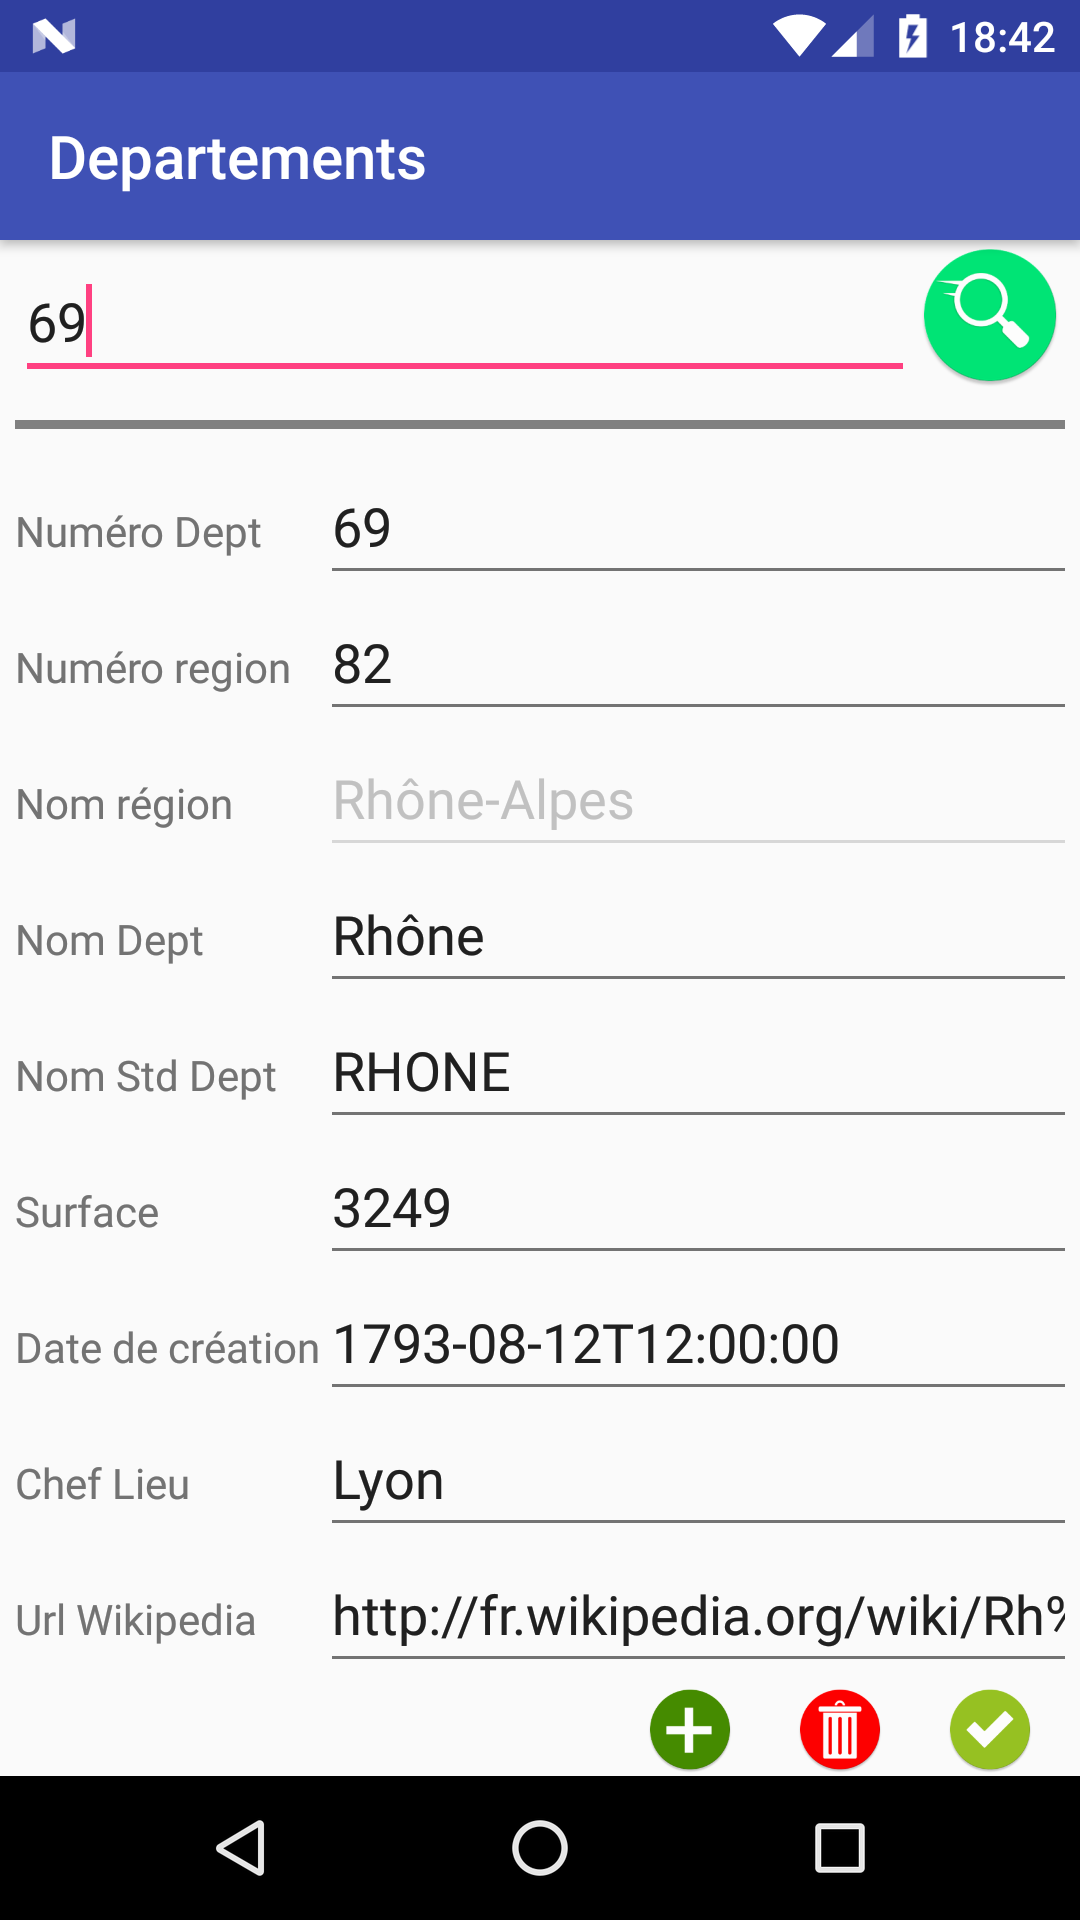 18:42
Departements
69
Numéro Dept 69
Numéro region 82
Nom région Rhône-Alpes
Nom Dept Rhône
Nom Std Dept RHONE
Surface 3249
Date de création 1793-08-12T12:00:00
Chef Lieu Lyon
Url Wikipedia http://fr.wikipedia.org/wiki/Rh%